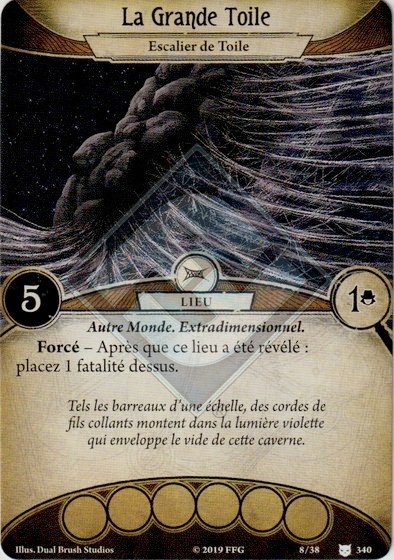 La Grande Toile
Escalier de Toile
5
LIEU
1
Autre Monde. Extradimensionnel.
Forcé – Après que ce lieu a été révélé :
placez 1 fatalité dessus.
Tels les barreaux d’une échelle, des cordes de
fils collants montent dans la lumière violette
qui enveloppe le vide de cette caverne.
Illus. Dual Brush Studios
© 2019 FFG
8/38
340